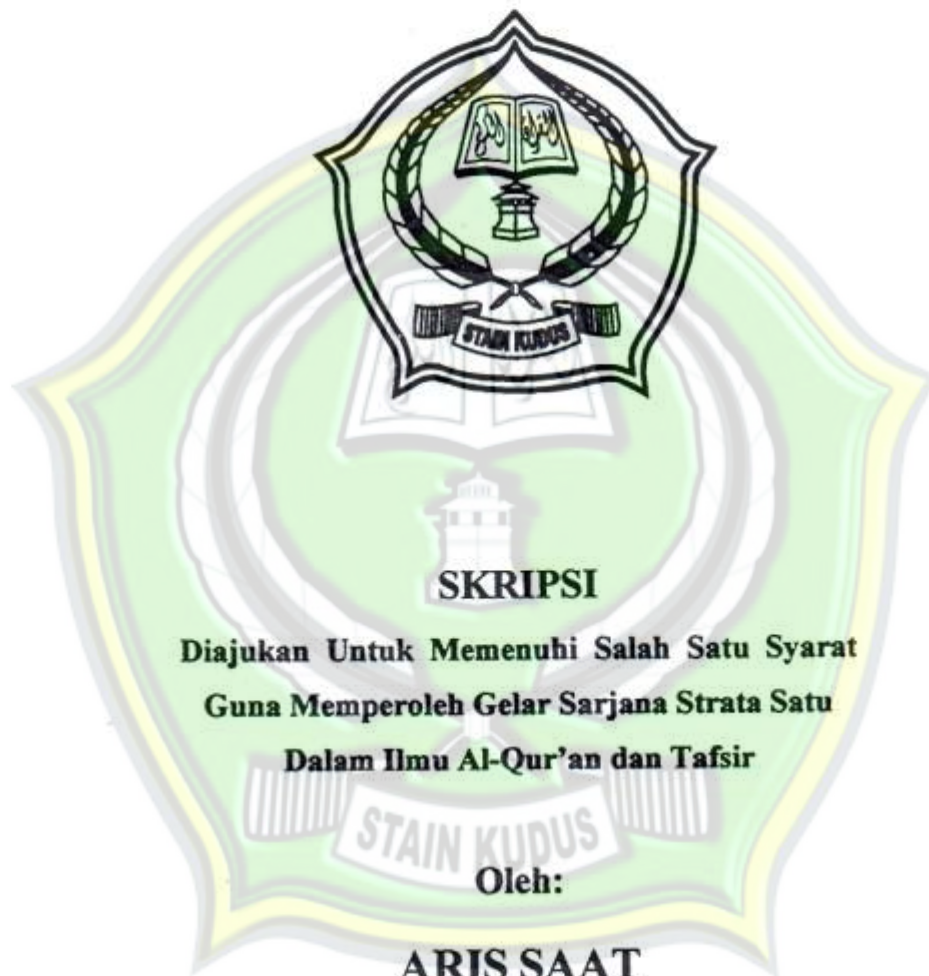 STAIN KUDUS
SKRIPSI
Diajukan Untuk Memenuhi Salah Satu Syarat
Guna Memperoleh Gelar Sarjana Strata Satu
Dalam Ilmu Al-Qur'an dan Tafsir
STAIN KUDUS
Oleh:
ARIS SAAT